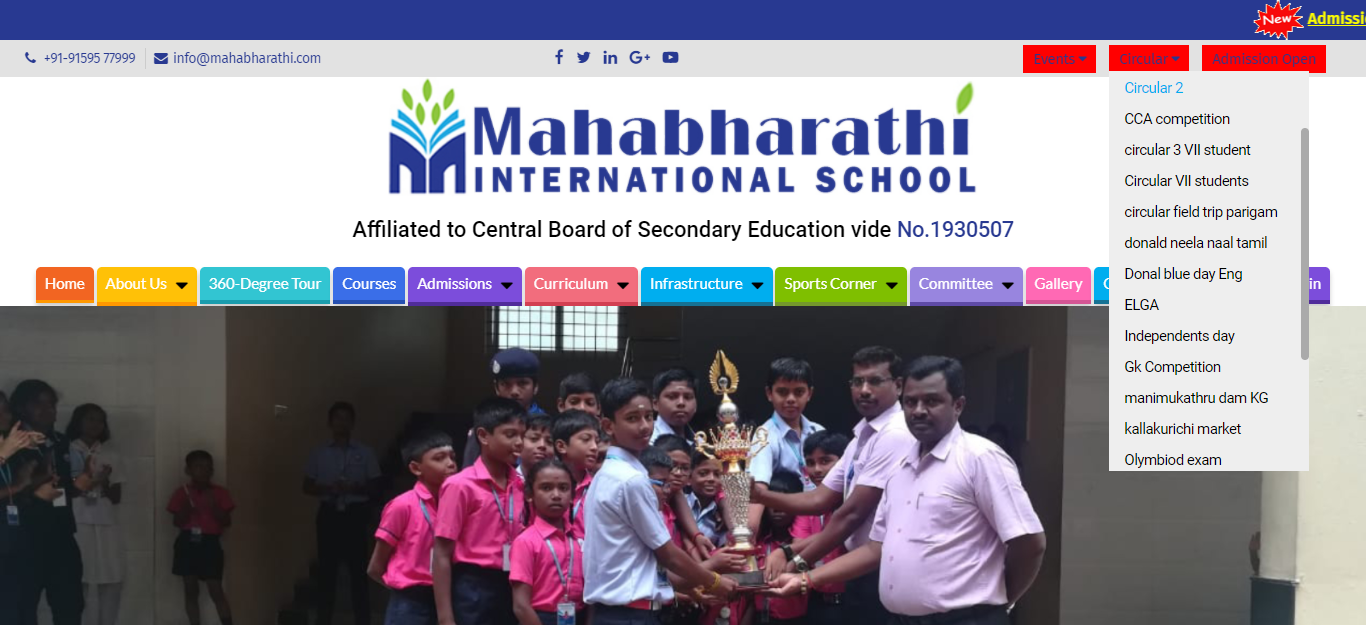 New Admissi
+91-91595 77999 info@mahabharathi.com
Events Circular Admission Open
Mahabharathi
INTERNATIONAL SCHOOL
Affiliated to Central Board of Secondary Education vide No.1930507
Home About Us 360-Degree Tour Courses Admissions Curriculum Infrastructure Sports Corner Committee Gallery in
Circular 2
CCA competition
circular 3 VII student
Circular VII students
circular field trip parigam
donald neela naal tamil
Donal blue day Eng
ELGA
Independents day
Gk Competition
manimukathru dam KG
kallakurichi market
Olymbiod exam